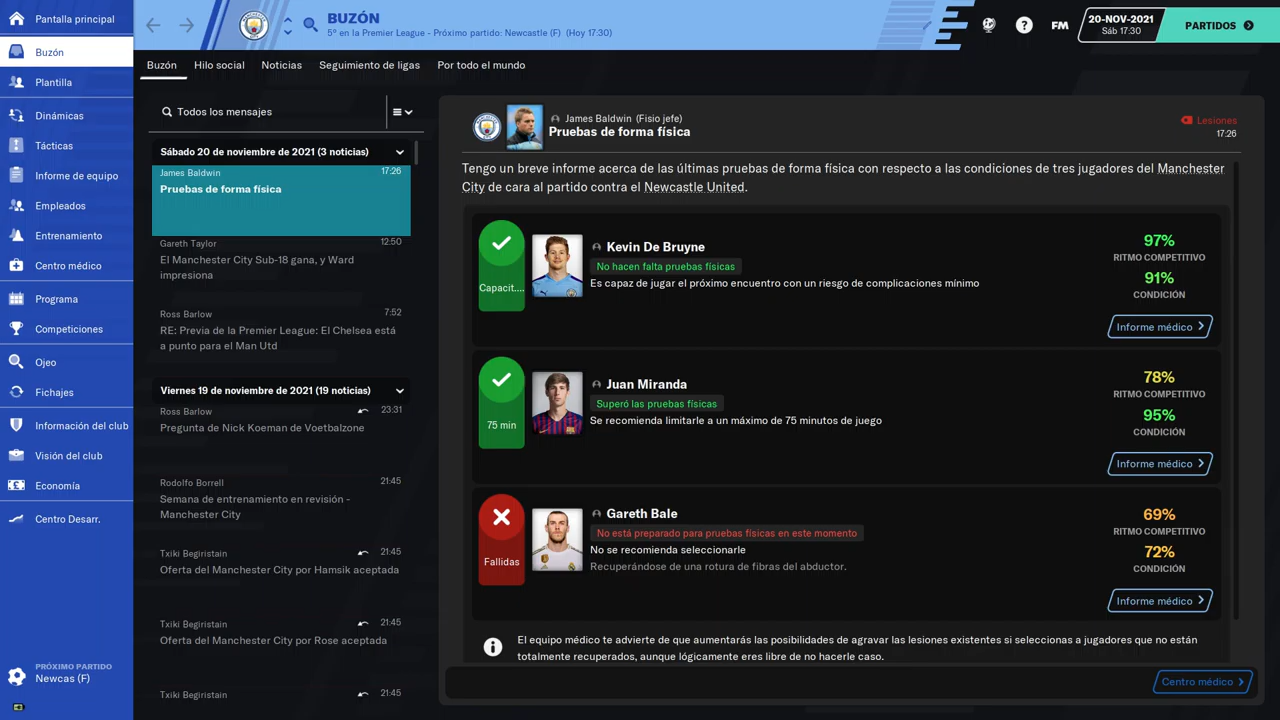 Pantalla principal
Buzón
Plantilla
Dinámicas
Tácticas
Informe de equipo
Empleados
Entrenamiento
Centro médico
Programa
Competiciones
Ojeo
Fichajes
Información del club
Visión del club
Economía
Centro Desarr.
PRÓXIMO PARTIDO
Newcas (F)
BUZÓN
5º en la Premier League - Próximo partido: Newcastle (F) (Hoy 17:30)
FM
20-NOV-2021
Sáb 17:30
PARTIDOS
Buzón Hilo social Noticias Seguimiento de ligas Por todo el mundo
Todos los mensajes
Sábado 20 de noviembre de 2021 (3 noticias)
James Baldwin 17:26
Pruebas de forma física
Gareth Taylor 12:50
El Manchester City Sub-18 gana, y Ward
impresiona
Ross Barlow 7:52
RE: Previa de la Premier League: El Chelsea está
a punto para el Man Utd
Viernes 19 de noviembre de 2021 (19 noticias)
Ross Barlow 23:31
Pregunta de Nick Koeman de Voetbalzone
Rodolfo Borrell 21:45
Semana de entrenamiento en revisión -
Manchester City
Txiki Begiristain 21:45
Oferta del Manchester City por Hamsik aceptada
Txiki Begiristain 21:45
Oferta del Manchester City por Rose aceptada
Txiki Begiristain 21:45
James Baldwin (Fisio jefe)
Pruebas de forma física
Lesiones
17:26
Tengo un breve informe acerca de las últimas pruebas de forma física con respecto a las condiciones de tres jugadores del Manchester
City de cara al partido contra el Newcastle United.
Capacit....
Kevin De Bruyne
No hacen falta pruebas físicas
Es capaz de jugar el próximo encuentro con un riesgo de complicaciones mínimo
97%
RITMO COMPETITIVO
91%
CONDICIÓN
Informe médico
75 min
Juan Miranda
Superó las pruebas físicas
Se recomienda limitarle a un máximo de 75 minutos de juego
78%
RITMO COMPETITIVO
95%
CONDICIÓN
Informe médico
Fallidas
Gareth Bale
No está preparado para pruebas físicas en este momento
No se recomienda seleccionarle
Recuperándose de una rotura de fibras del abductor.
69%
RITMO COMPETITIVO
72%
CONDICIÓN
Informe médico
El equipo médico te advierte de que aumentarás las posibilidades de agravar las lesiones existentes si seleccionas a jugadores que no están
totalmente recuperados, aunque lógicamente eres libre de no hacerle caso.
Centro médico